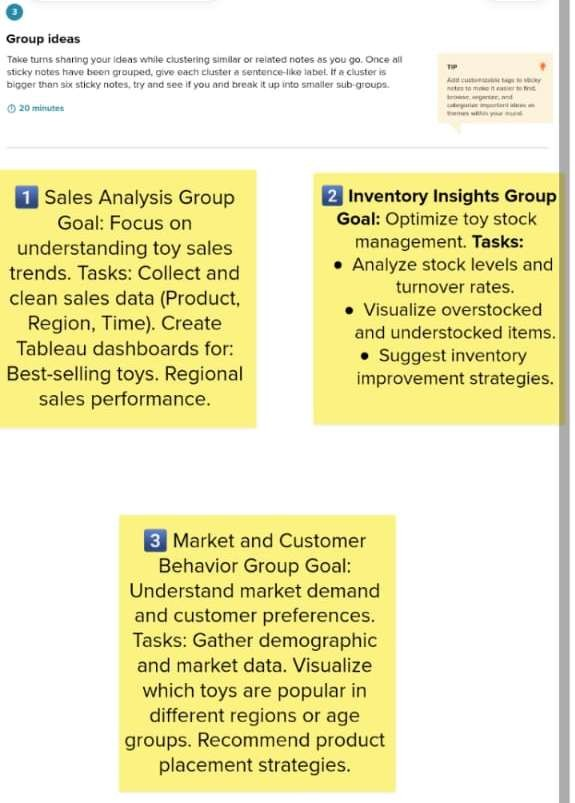 3
Group ideas
Take turns sharing your ideas while clustering similar or related notes as you go. Once all
sticky notes have been grouped, give each cluster a sentence-like label. If a cluster is
bigger than six sticky notes, try and see if you and break it up into smaller sub-groups.
20 minutes
TIP
Add customizable tags to sticky
notes to make it easier to find,
browse, organize, and
categorize important ideas as
themes within your mural.
1 Sales Analysis Group
Goal: Focus on
understanding toy sales
trends. Tasks: Collect and
clean sales data (Product,
Region, Time). Create
Tableau dashboards for:
Best-selling toys. Regional
sales performance.
2 Inventory Insights Group
Goal: Optimize toy stock
management. Tasks:
• Analyze stock levels and
turnover rates.
• Visualize overstocked
and understocked items.
• Suggest inventory
improvement strategies.
3 Market and Customer
Behavior Group Goal:
Understand market demand
and customer preferences.
Tasks: Gather demographic
and market data. Visualize
which toys are popular in
different regions or age
groups. Recommend product
placement strategies.